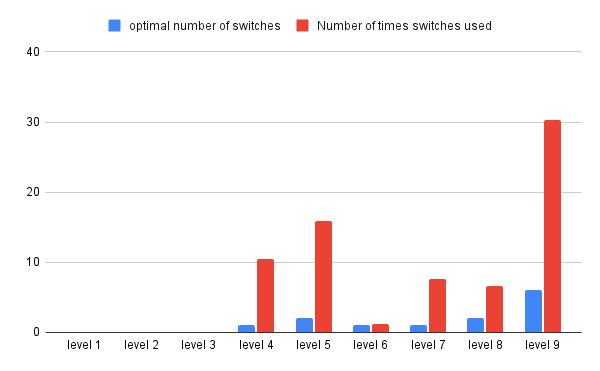 optimal number of switches Number of times switches used
40
30
20
10
0
level 1 level 2 level 3 level 4 level 5 level 6 level 7 level 8 level 9